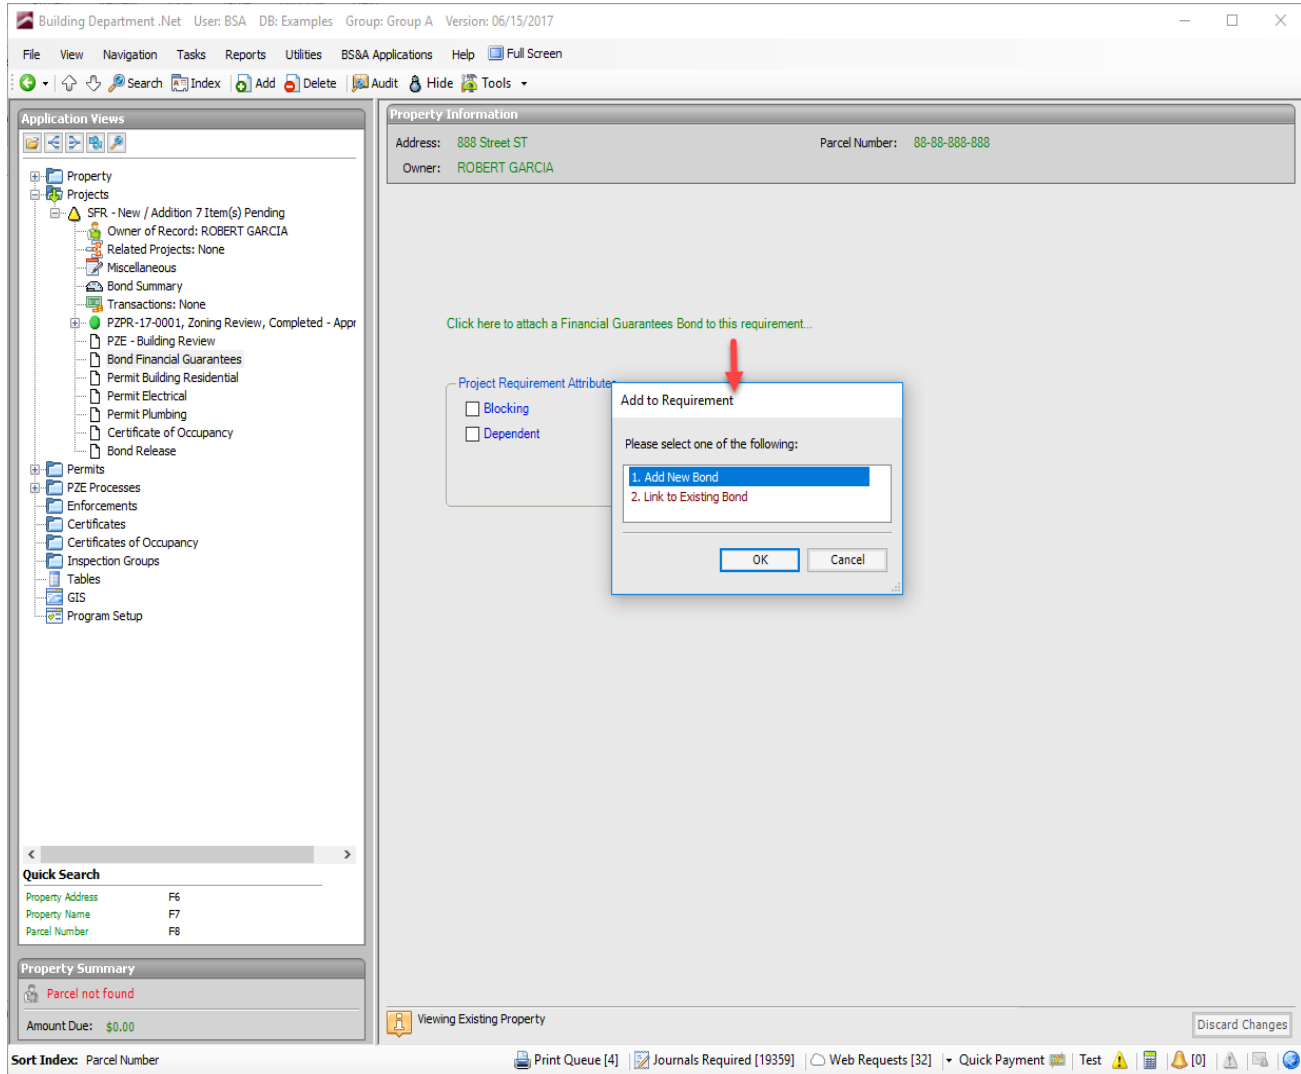 Building Department .Net   User: BSA   DB: Examples   Group: Group A   Version: 06/15/2017
File   View   Navigation   Tasks   Reports   Utilities   BS&A Applications   Help   Full Screen
Search   Index   Add   Delete   Audit   Hide   Tools
Application Views
Property
Projects
SFR - New / Addition 7 Item(s) Pending
Owner of Record: ROBERT GARCIA
Related Projects: None
Miscellaneous
Bond Summary
Transactions: None
PZPR-17-0001, Zoning Review, Completed - Appr
PZE - Building Review
Bond Financial Guarantees
Permit Building Residential
Permit Electrical
Permit Plumbing
Certificate of Occupancy
Bond Release
Permits
PZE Processes
Enforcements
Certificates
Certificates of Occupancy
Inspection Groups
Tables
GIS
Program Setup
Quick Search
Property Address   F6
Property Name   F7
Parcel Number   F8
Property Summary
Parcel not found
Amount Due:   $0.00
Property Information
Address:   888 Street ST   Parcel Number:   88-88-888-888
Owner:   ROBERT GARCIA
Click here to attach a Financial Guarantees Bond to this requirement...
Project Requirement Attributes
Blocking
Dependent
Add to Requirement
Please select one of the following:
1. Add New Bond
2. Link to Existing Bond
OK   Cancel
Viewing Existing Property
Discard Changes
Sort Index:   Parcel Number   Print Queue [4]   Journals Required [19359]   Web Requests [32]   Quick Payment   Test   [0]